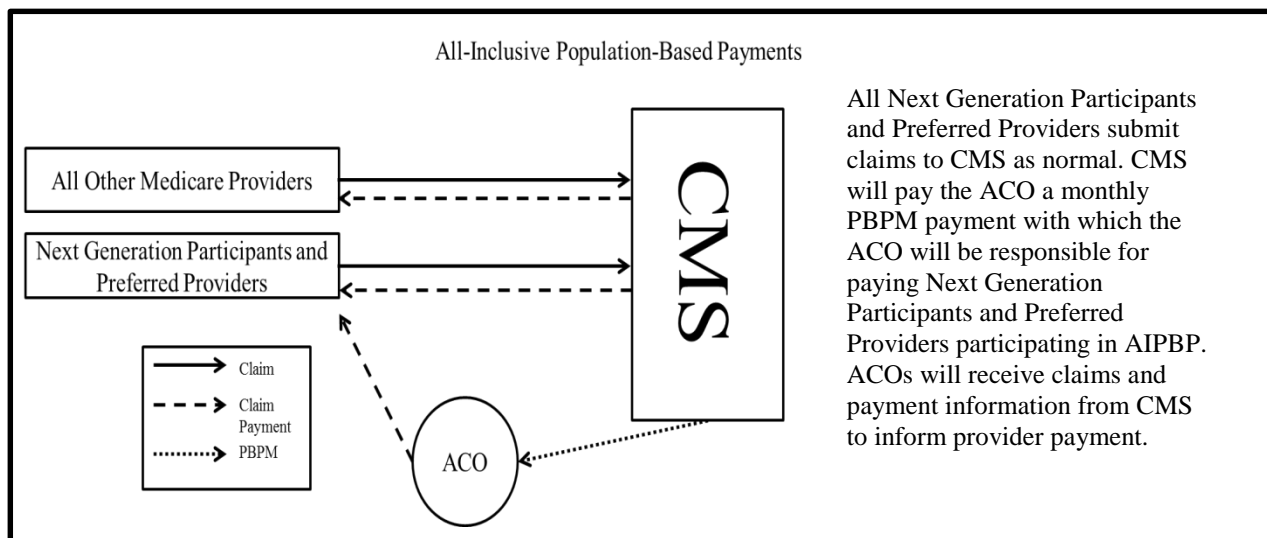 All-Inclusive Population-Based Payments
All Other Medicare Providers
Next Generation Participants and
Preferred Providers
CMS
Claim
Claim
Payment
PBPM
ACO
All Next Generation Participants
and Preferred Providers submit
claims to CMS as normal. CMS
will pay the ACO a monthly
PBPM payment with which the
ACO will be responsible for
paying Next Generation
Participants and Preferred
Providers participating in AIPBP.
ACOs will receive claims and
payment information from CMS
to inform provider payment.